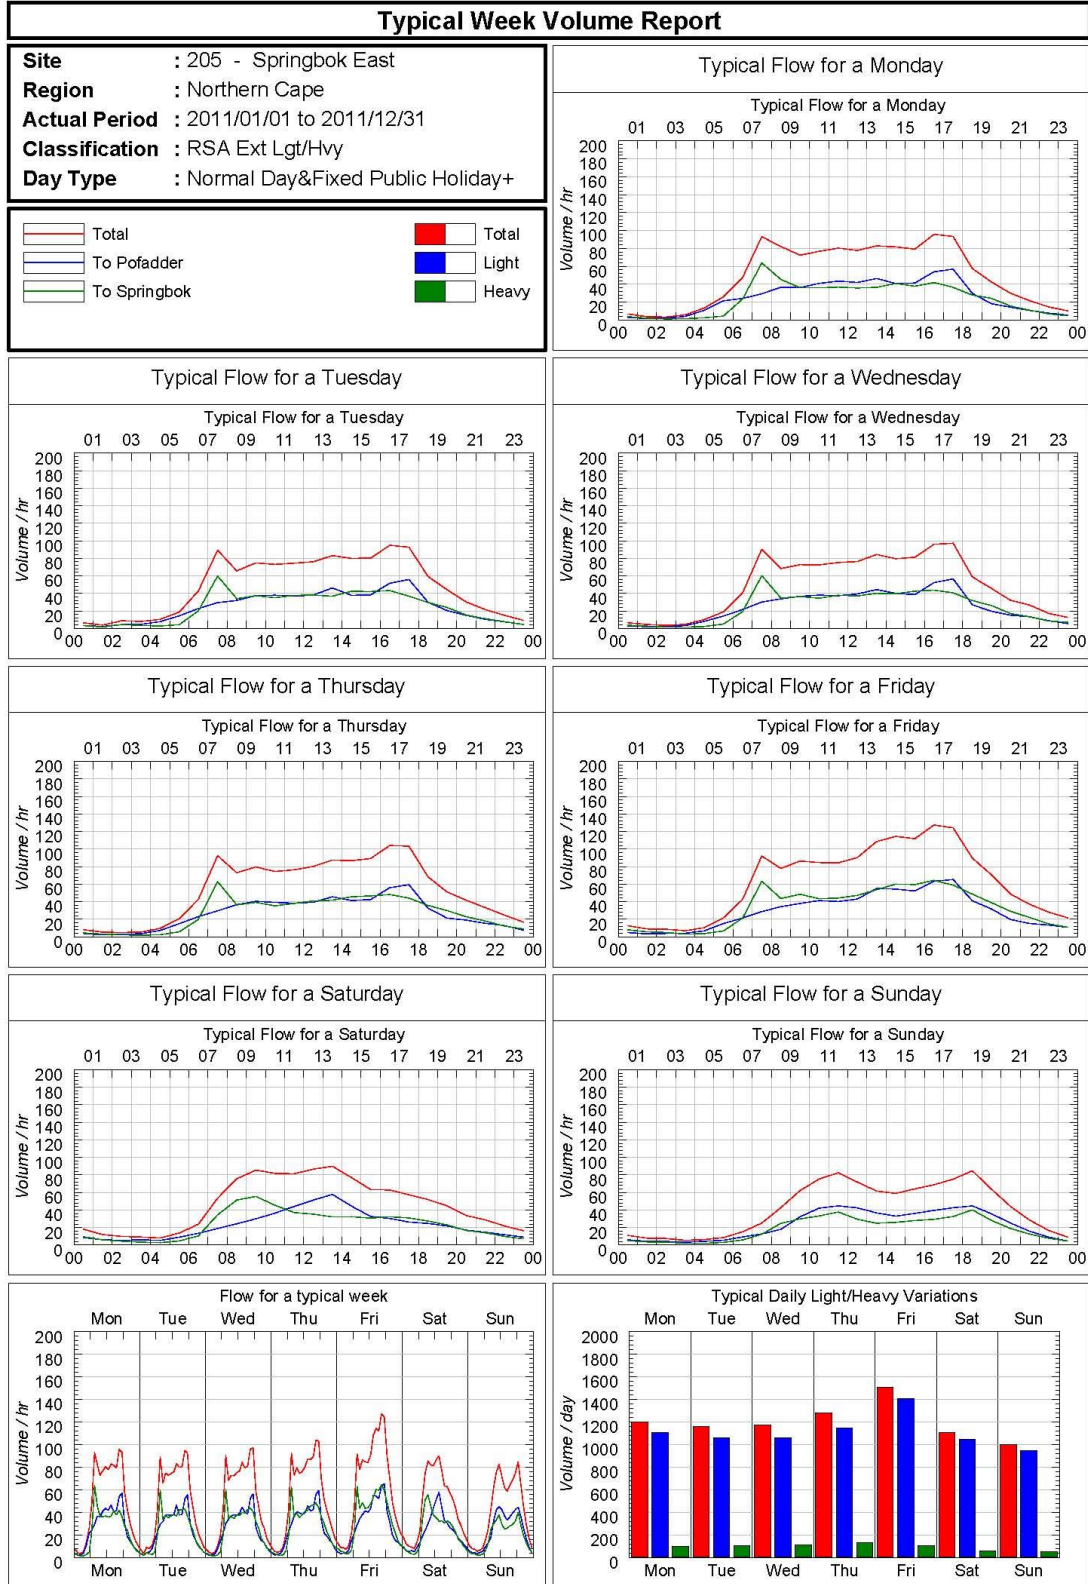 Typical Week Volume Report
Site : 205 - Springbok East
Region : Northern Cape
Actual Period : 2011/01/01 to 2011/12/31
Classification : RSA Ext Lgt/Hvy
Day Type : Normal Day&Fixed Public Holiday+
Total Total
To Pofadder Light
To Springbok Heavy
Typical Flow for a Monday
Typical Flow for a Monday
01 03 05 07 09 11 13 15 17 19 21 23
200
180
160
140
120
100
80
60
40
20
0
Volume / hr
00 02 04 06 08 10 12 14 16 18 20 22 00
Typical Flow for a Tuesday
Typical Flow for a Tuesday
01 03 05 07 09 11 13 15 17 19 21 23
200
180
160
140
120
100
80
60
40
20
0
Volume / hr
00 02 04 06 08 10 12 14 16 18 20 22 00
Typical Flow for a Wednesday
Typical Flow for a Wednesday
01 03 05 07 09 11 13 15 17 19 21 23
200
180
160
140
120
100
80
60
40
20
0
Volume / hr
00 02 04 06 08 10 12 14 16 18 20 22 00
Typical Flow for a Thursday
Typical Flow for a Thursday
01 03 05 07 09 11 13 15 17 19 21 23
200
180
160
140
120
100
80
60
40
20
0
Volume / hr
00 02 04 06 08 10 12 14 16 18 20 22 00
Typical Flow for a Friday
Typical Flow for a Friday
01 03 05 07 09 11 13 15 17 19 21 23
200
180
160
140
120
100
80
60
40
20
0
Volume / hr
00 02 04 06 08 10 12 14 16 18 20 22 00
Typical Flow for a Saturday
Typical Flow for a Saturday
01 03 05 07 09 11 13 15 17 19 21 23
200
180
160
140
120
100
80
60
40
20
0
Volume / hr
00 02 04 06 08 10 12 14 16 18 20 22 00
Typical Flow for a Sunday
Typical Flow for a Sunday
01 03 05 07 09 11 13 15 17 19 21 23
200
180
160
140
120
100
80
60
40
20
0
Volume / hr
00 02 04 06 08 10 12 14 16 18 20 22 00
Flow for a typical week
Mon Tue Wed Thu Fri Sat Sun
200
180
160
140
120
100
80
60
40
20
0
Volume / hr
Mon Tue Wed Thu Fri Sat Sun
Typical Daily Light/Heavy Variations
Mon Tue Wed Thu Fri Sat Sun
2000
1800
1600
1400
1200
1000
800
600
400
200
0
Volume / day
Mon Tue Wed Thu Fri Sat Sun